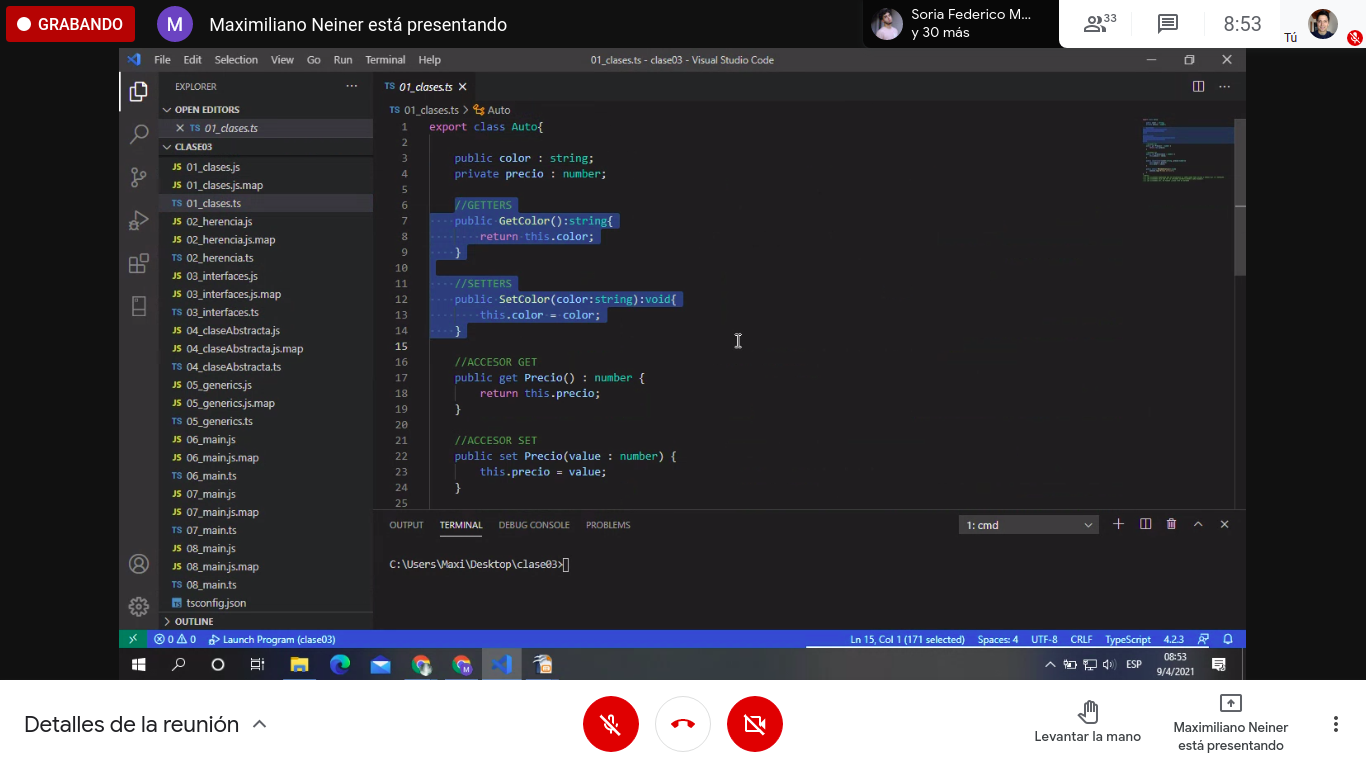 GRABANDO
M
Maximiliano Neiner está presentando
Soria Federico M...
y 30 más
33
8:53
Tú
File Edit Selection View Go Run Terminal Help
01_clases.ts - clase03 - Visual Studio Code
EXPLORER
OPEN EDITORS
TS 01_clases.ts
CLASE03
JS 01_clases.js
JS 01_clases.js.map
TS 01_clases.ts
JS 02_herencia.js
JS 02_herencia.js.map
TS 02_herencia.ts
JS 03_interfaces.js
JS 03_interfaces.js.map
TS 03_interfaces.ts
JS 04_claseAbstracta.js
JS 04_claseAbstracta.js.map
TS 04_claseAbstracta.ts
JS 05_generics.js
JS 05_generics.js.map
TS 05_generics.ts
JS 06_main.js
JS 06_main.js.map
TS 06_main.ts
JS 07_main.js
JS 07_main.js.map
TS 07_main.ts
JS 08_main.js
JS 08_main.js.map
TS 08_main.ts
tsconfig.json
OUTLINE
TS 01_clases.ts
TS 01_clases.ts > Auto
1 export class Auto{
2
3 public color : string;
4 private precio : number;
5
6 //GETTERS
7 public GetColor():string{
8 return this.color;
9 }
10
11 //SETTERS
12 public SetColor(color:string):void{
13 this.color = color;
14 }
15
16 //ACCESOR GET
17 public get Precio() : number {
18 return this.precio;
19 }
20
21 //ACCESOR SET
22 public set Precio(value : number) {
23 this.precio = value;
24 }
25
OUTPUT TERMINAL DEBUG CONSOLE PROBLEMS
1: cmd
C:\Users\Maxi\Desktop\clase03>
0 0 Launch Program (clase03)
Ln 15, Col 1 (171 selected) Spaces: 4 UTF-8 CRLF TypeScript 4.2.3
ESP
08:53
9/4/2021
Detalles de la reunión
Levantar la mano
Maximiliano Neiner
está presentando